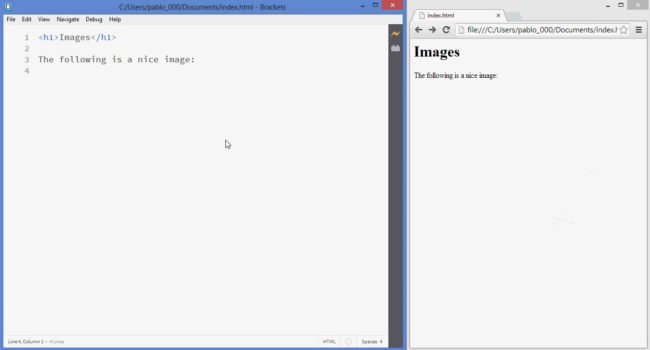 C:/Users/pablo_000/Documents/index.html - Brackets
File Edit View Navigate Debug Help
1 <h1>Images</h1>
2
3 The following is a nice image:
4
Line 4, Column 1 — 4 Lines
HTML
Spaces: 4
index.html
file:///C:/Users/pablo_000/Documents/index.h
Images
The following is a nice image: